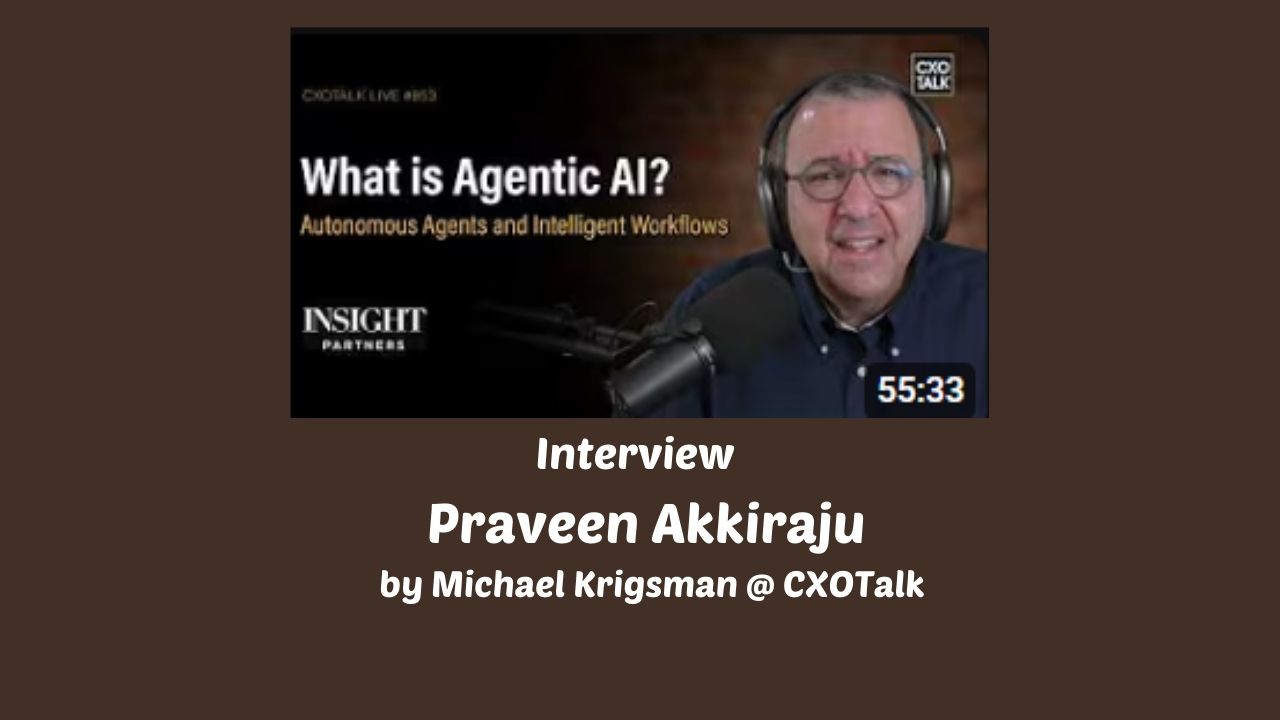 CXOTALK LIVE #853
CXO
TALK
What is Agentic AI?
Autonomous Agents and Intelligent Workflows
INSIGHT
PARTNERS
55:33
Interview
Praveen Akkiraju
by Michael Krigsman @ CXOTalk